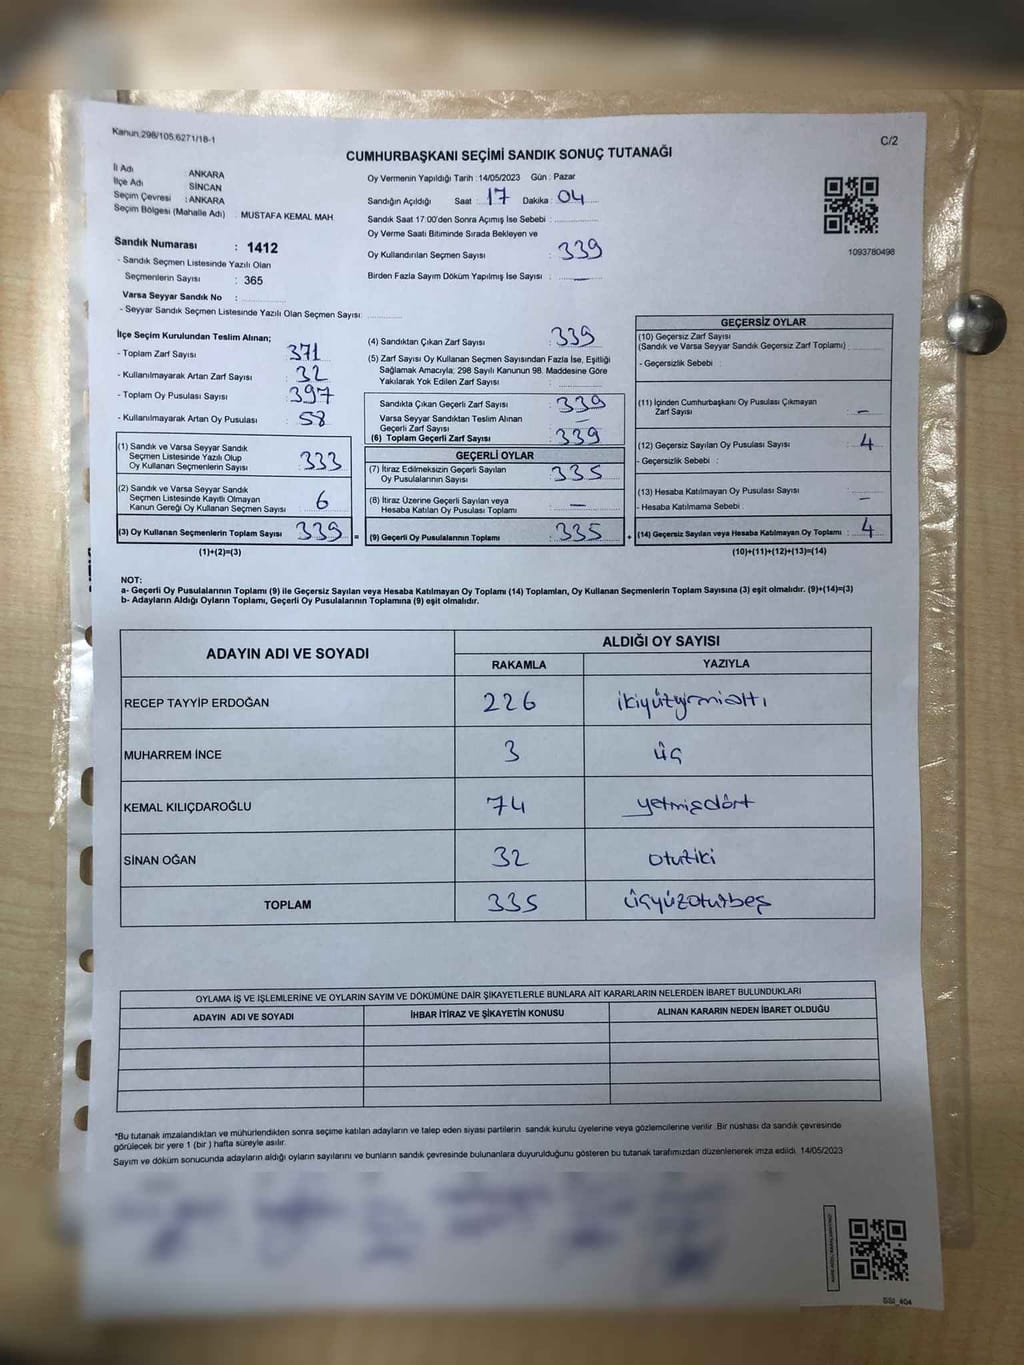 Kanun,298/105,6271/18-1
C/2
CUMHURBAŞKANI SEÇİMİ SANDIK SONUÇ TUTANAĞI
İl Adı : ANKARA
İlçe Adı SİNCAN
Seçim Çevresi : ANKARA
Seçim Bölgesi (Mahalle Adı) MUSTAFA KEMAL MAH
Sandık Numarası : 1412
- Sandık Seçmen Listesinde Yazılı Olan
Seçmenlerin Sayısı : 365
Varsa Seyyar Sandık No :
- Seyyar Sandık Seçmen Listesinde Yazılı Olan Seçmen Sayısı:
Oy Vermenin Yapıldığı Tarih : 14/05/2023 Gün : Pazar
Sandığın Açıldığı Saat : 17 Dakika : 04
Sandık Saat 17:00'den Sonra Açımış İse Sebebi :
Oy Verme Saati Bitiminde Sırada Bekleyen ve
Oy Kullandırılan Seçmen Sayısı : 339
Birden Fazla Sayım Döküm Yapılmış İse Sayısı : —
1093780498
İlçe Seçim Kurulundan Teslim Alınan;
- Toplam Zarf Sayısı : 371
- Kullanılmayarak Artan Zarf Sayısı : 32
- Toplam Oy Pusulası Sayısı : 397
- Kullanılmayarak Artan Oy Pusulası : 58
(1) Sandık ve Varsa Seyyar Sandık
Seçmen Listesinde Yazılı Olup
Oy Kullanan Seçmenlerin Sayısı : 333
(2) Sandık ve Varsa Seyyar Sandık
Seçmen Listesinde Kayıtlı Olmayan
Kanun Gereği Oy Kullanan Seçmen Sayısı : 6
(3) Oy Kullanan Seçmenlerin Toplam Sayısı : 339 =
(1)+(2)=(3)
(4) Sandıktan Çıkan Zarf Sayısı : 339
(5) Zarf Sayısı Oy Kullanan Seçmen Sayısından Fazla İse, Eşitliği
Sağlamak Amacıyla; 298 Sayılı Kanunun 98. Maddesine Göre
Yakılarak Yok Edilen Zarf Sayısı :
Sandıkta Çıkan Geçerli Zarf Sayısı : 339
Varsa Seyyar Sandıktan Teslim Alınan
Geçerli Zarf Sayısı : —
(6) Toplam Geçerli Zarf Sayısı : 339
GEÇERLİ OYLAR
(7) İtiraz Edilmeksizin Geçerli Sayılan
Oy Pusulalarının Sayısı : 335
(8) İtiraz Üzerine Geçerli Sayılan veya
Hesaba Katılan Oy Pusulası Toplamı : —
(9) Geçerli Oy Pusulalarının Toplamı : 335 +
GEÇERSİZ OYLAR
(10) Geçersiz Zarf Sayısı
(Sandık ve Varsa Seyyar Sandık Geçersiz Zarf Toplamı)
- Geçersizlik Sebebi :
(11) İçinden Cumhurbaşkanı Oy Pusulası Çıkmayan
Zarf Sayısı : —
(12) Geçersiz Sayılan Oy Pusulası Sayısı : 4
- Geçersizlik Sebebi :
(13) Hesaba Katılmayan Oy Pusulası Sayısı : —
- Hesaba Katılmama Sebebi :
(14) Geçersiz Sayılan veya Hesaba Katılmayan Oy Toplamı : 4
(10)+(11)+(12)+(13)=(14)
NOT:
a- Geçerli Oy Pusulalarının Toplamı (9) ile Geçersiz Sayılan veya Hesaba Katılmayan Oy Toplamı (14) Toplamları, Oy Kullanan Seçmenlerin Toplam Sayısına (3) eşit olmalıdır. (9)+(14)=(3)
b- Adayların Aldığı Oyların Toplamı, Geçerli Oy Pusulalarının Toplamına (9) eşit olmalıdır.
ADAYIN ADI VE SOYADI
ALDIĞI OY SAYISI
RAKAMLA YAZIYLA
RECEP TAYYİP ERDOĞAN 226 ikiyüzyirmialtı
MUHARREM İNCE 3 üç
KEMAL KILIÇDAROĞLU 74 yetmişdört
SİNAN OĞAN 32 otuziki
TOPLAM 335 üçyüzotuzbeş
OYLAMA İŞ VE İŞLEMLERİNE VE OYLARIN SAYIM VE DÖKÜMÜNE DAİR ŞİKAYETLERLE BUNLARA AİT KARARLARIN NELERDEN İBARET BULUNDUKLARI
ADAYIN ADI VE SOYADI İHBAR İTİRAZ VE ŞİKAYETİN KONUSU ALINAN KARARIN NEDEN İBARET OLDUĞU
*Bu tutanak imzalandıktan ve mühürlendikten sonra seçime katılan adayların ve talep eden siyasi partilerin sandık kurulu üyelerine veya gözlemcilerine verilir. Bir nüshası da sandık çevresinde
görülecek bir yere 1 (bir) hafta süreyle asılır.
Sayım ve döküm sonucunda adayların aldığı oyların sayılarını ve bunların sandık çevresinde bulunanlara duyurulduğunu gösteren bu tutanak tarafımızdan düzenlenerek imza edildi. 14/05/2023
SSI_404